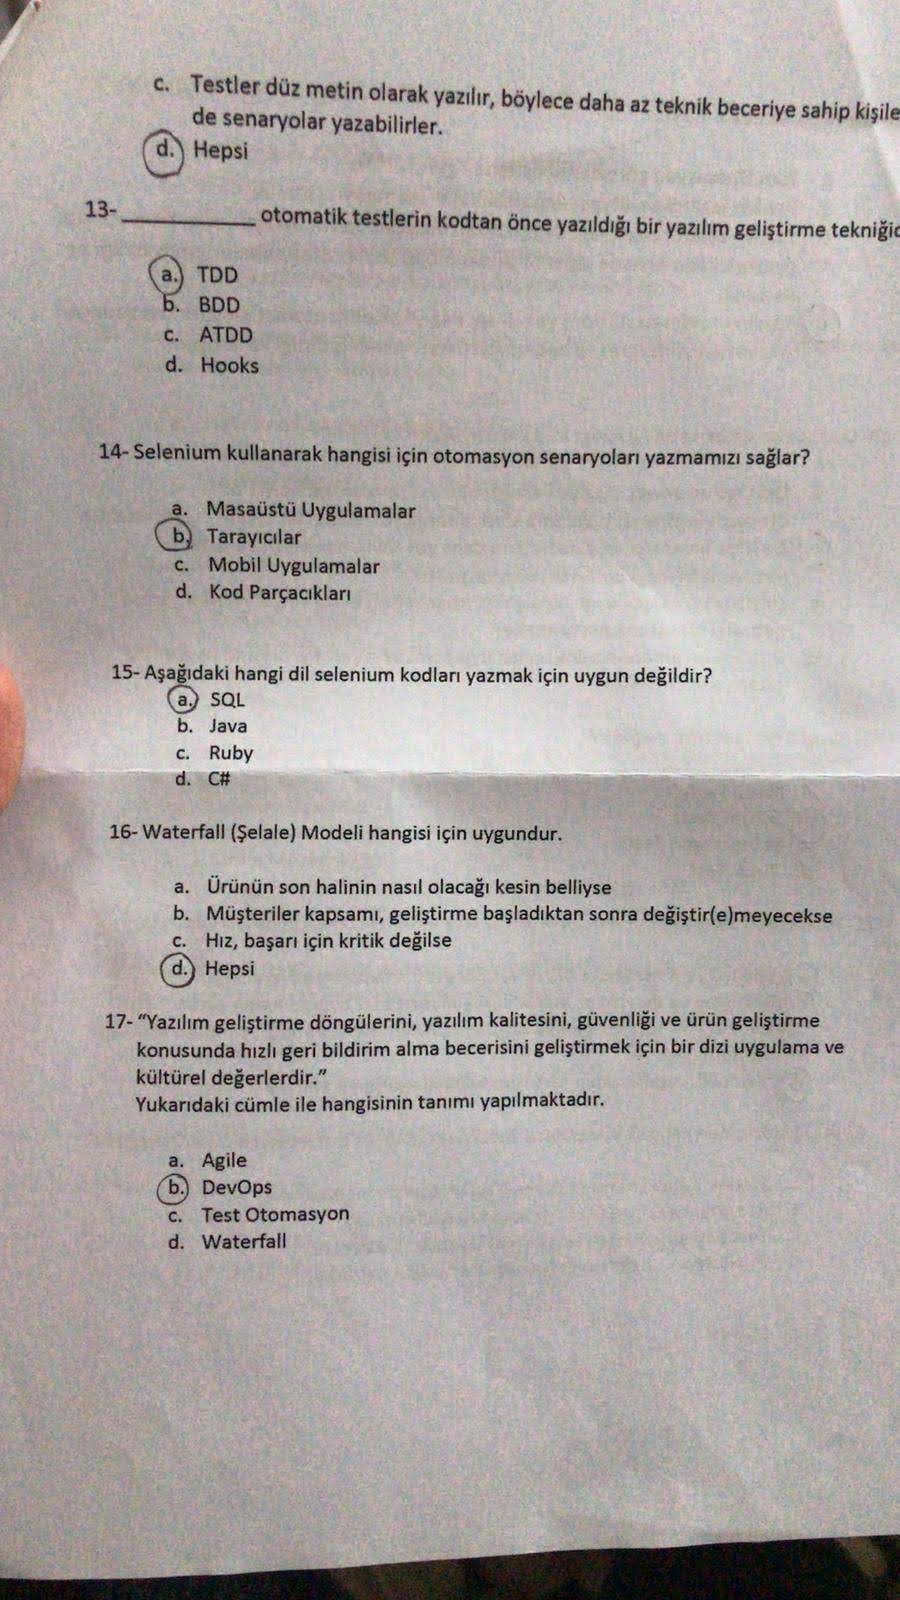 c. Testler düz metin olarak yazılır, böylece daha az teknik beceriye sahip
de senaryolar yazabilirler.
d. Hepsi
13- __________ otomatik testlerin kodtan önce yazıldığı bir yazılım geliştirme
a. TDD
b. BDD
c. ATDD
d. Hooks
14- Selenium kullanarak hangisi için otomasyon senaryoları yazmamızı sağlar?
a. Masaüstü Uygulamalar
b. Tarayıcılar
c. Mobil Uygulamalar
d. Kod Parçacıkları
15- Aşağıdaki hangi dil selenium kodları yazmak için uygun değildir?
a. SQL
b. Java
c. Ruby
d. C#
16- Waterfall (Şelale) Modeli hangisi için uygundur.
a. Ürünün son halinin nasıl olacağı kesin belliyse
b. Müşteriler kapsamı, geliştirme başladıktan sonra değiştir(e)meyecekse
c. Hız, başarı için kritik değilse
d. Hepsi
17- “Yazılım geliştirme döngülerini, yazılım kalitesini, güvenliği ve ürün geliştirme
konusunda hızlı geri bildirim alma becerisini geliştirmek için bir dizi uygulama ve
kültürel değerlerdir.”
Yukarıdaki cümle ile hangisinin tanımı yapılmaktadır.
a. Agile
b. DevOps
c. Test Otomasyon
d. Waterfall